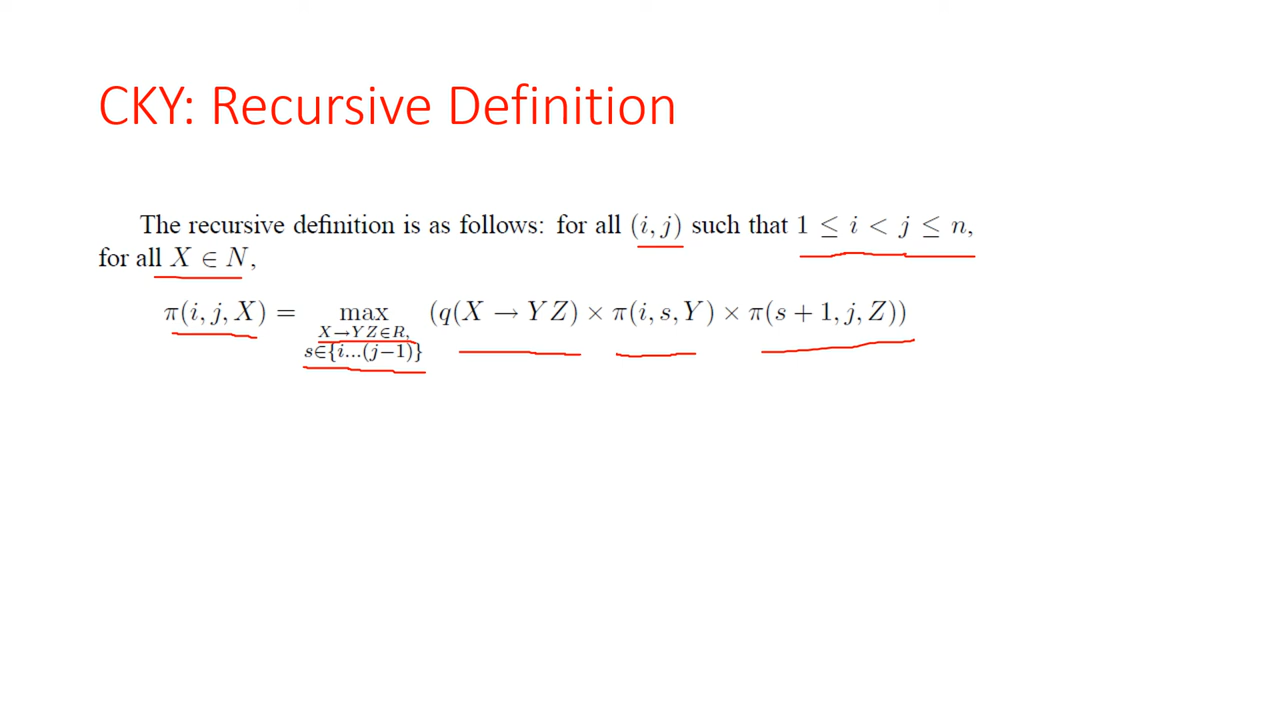 CKY: Recursive Definition
The recursive definition is as follows: for all (i, j) such that 1 ≤ i < j ≤ n,
for all X ∈ N,
π(i, j, X) = max (q(X → Y Z) × π(i, s, Y) × π(s + 1, j, Z))
X→Y Z∈R,
s∈{i...(j−1)}